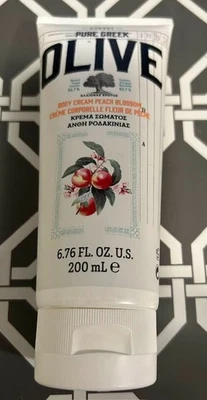 PURE GREEK
OLIVE
BODY CREAM PEACH BLOSSOM
CRÈME CORPORELLE FLEUR DE PÊCHE
ΚΡΕΜΑ ΣΩΜΑΤΟΣ
ΑΝΘΗ ΡΟΔΑΚΙΝΙΑΣ
6.76 FL. OZ. U.S.
200 mL ℮